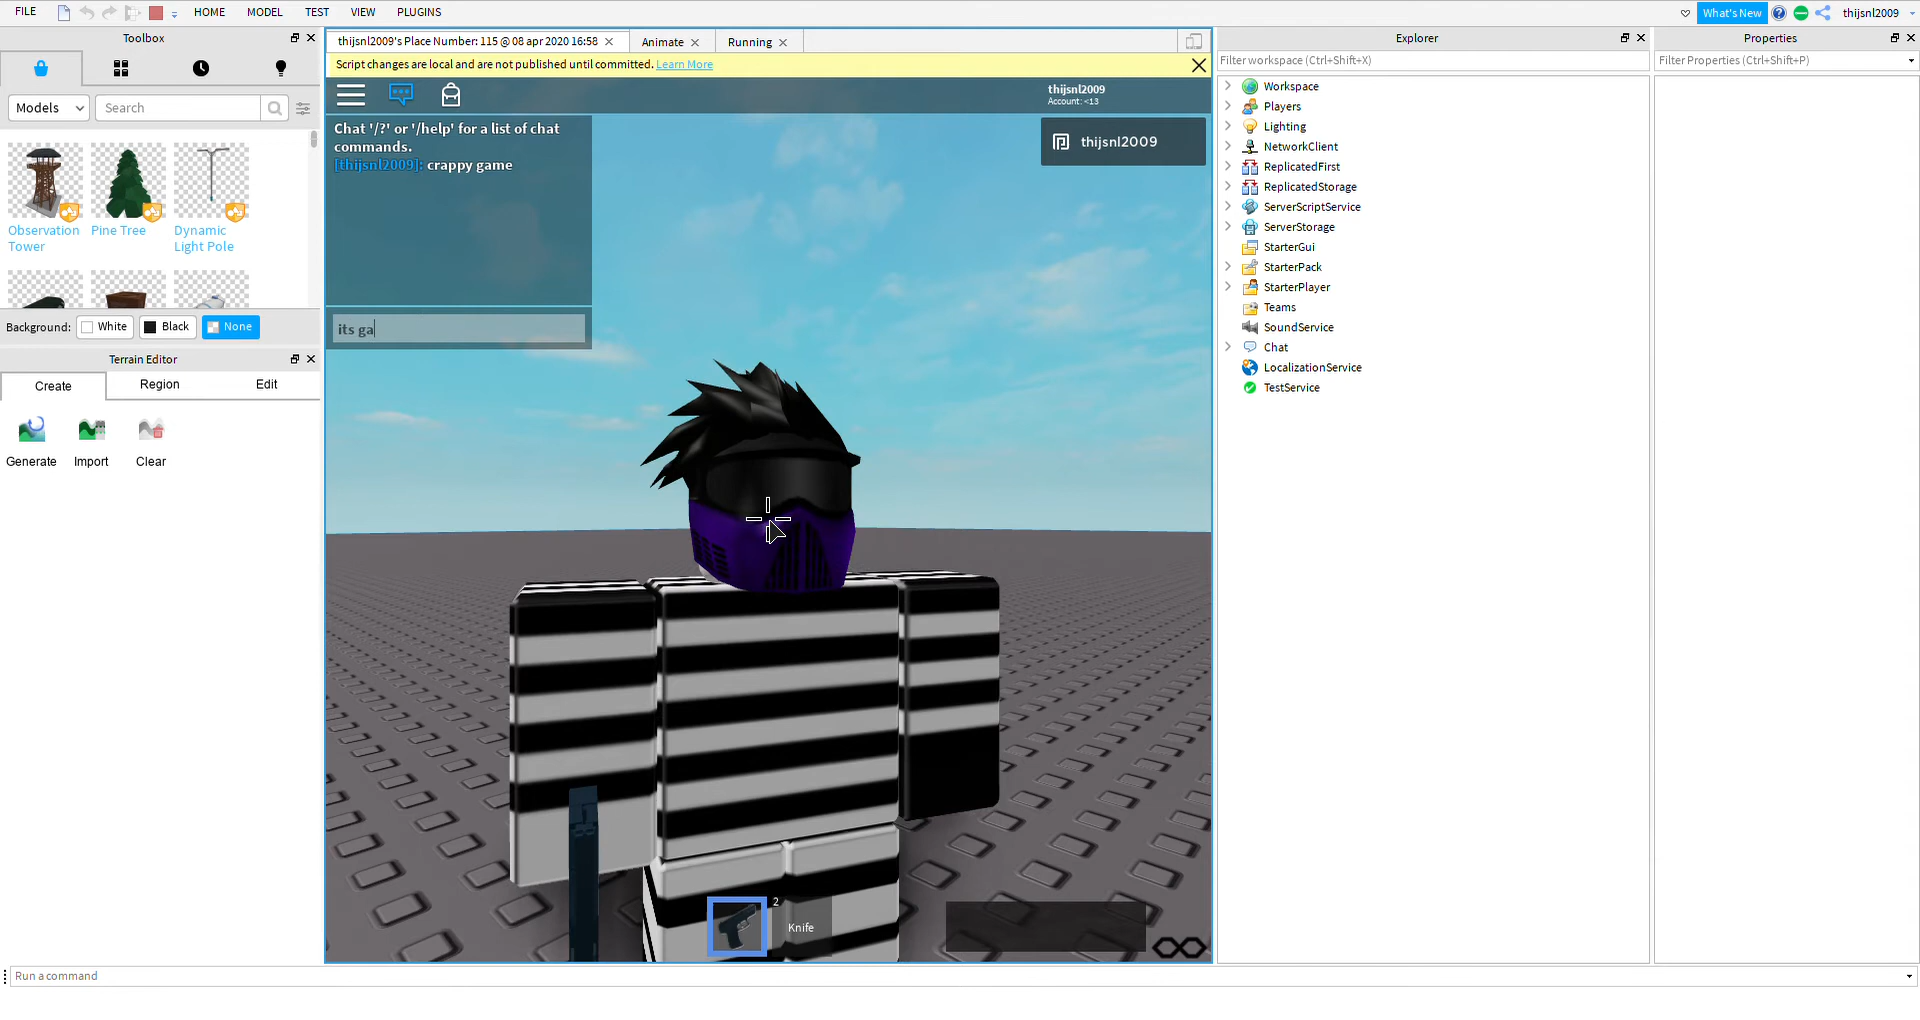 FILE
HOME
MODEL
TEST
VIEW
PLUGINS
What's New
thijsnl2009
Toolbox
thijsnl2009's Place Number: 115 @ 08 apr 2020 16:58
Animate
Running
Explorer
Properties
Script changes are local and are not published until committed. Learn More
Filter workspace (Ctrl+Shift+X)
Filter Properties (Ctrl+Shift+P)
Models
Search
Observation
Tower
Pine Tree
Dynamic
Light Pole
Background:
White
Black
None
Terrain Editor
Create
Region
Edit
Generate
Import
Clear
thijsnl2009
Account: <13
thijsnl2009
Chat '/?' or '/help' for a list of chat
commands.
[thijsnl2009]: crappy game
its ga
2
Knife
Workspace
Players
Lighting
NetworkClient
ReplicatedFirst
ReplicatedStorage
ServerScriptService
ServerStorage
StarterGui
StarterPack
StarterPlayer
Teams
SoundService
Chat
LocalizationService
TestService
Run a command